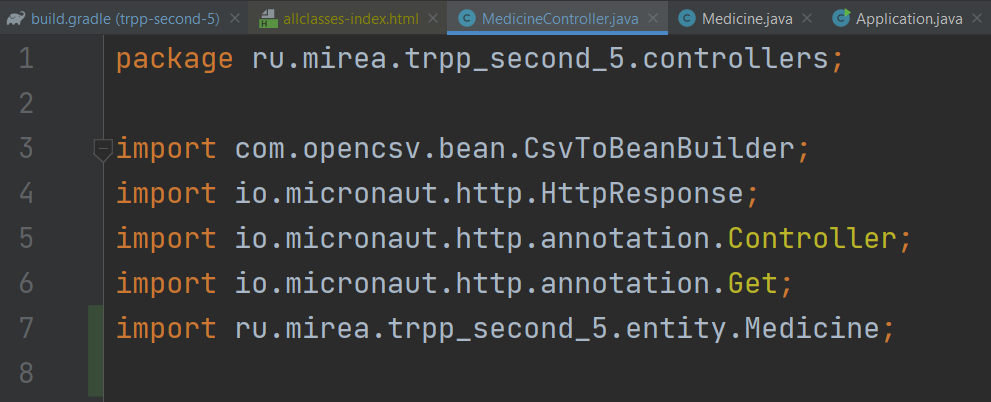 build.gradle (trpp-second-5) × allclasses-index.html × MedicineController.java × Medicine.java × Application.java ×
1 package ru.mirea.trpp_second_5.controllers;
2
3 import com.opencsv.bean.CsvToBeanBuilder;
4 import io.micronaut.http.HttpResponse;
5 import io.micronaut.http.annotation.Controller;
6 import io.micronaut.http.annotation.Get;
7 import ru.mirea.trpp_second_5.entity.Medicine;
8